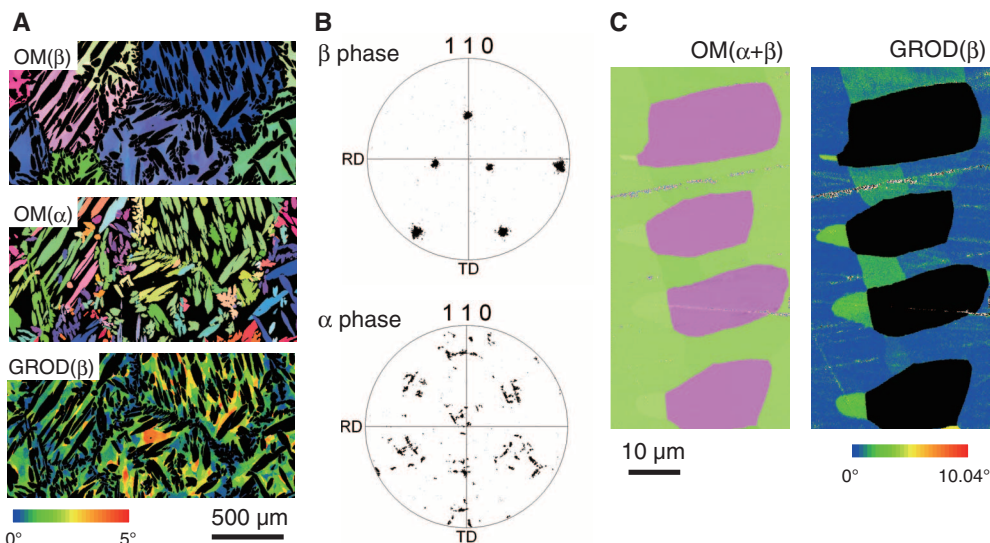 A
OM(β)
OM(α)
GROD(β)
0°
5°
500 μm
B
β phase
1 1 0
RD
TD
α phase
1 1 0
RD
TD
C
OM(α+β)
GROD(β)
10 μm
0°
10.04°